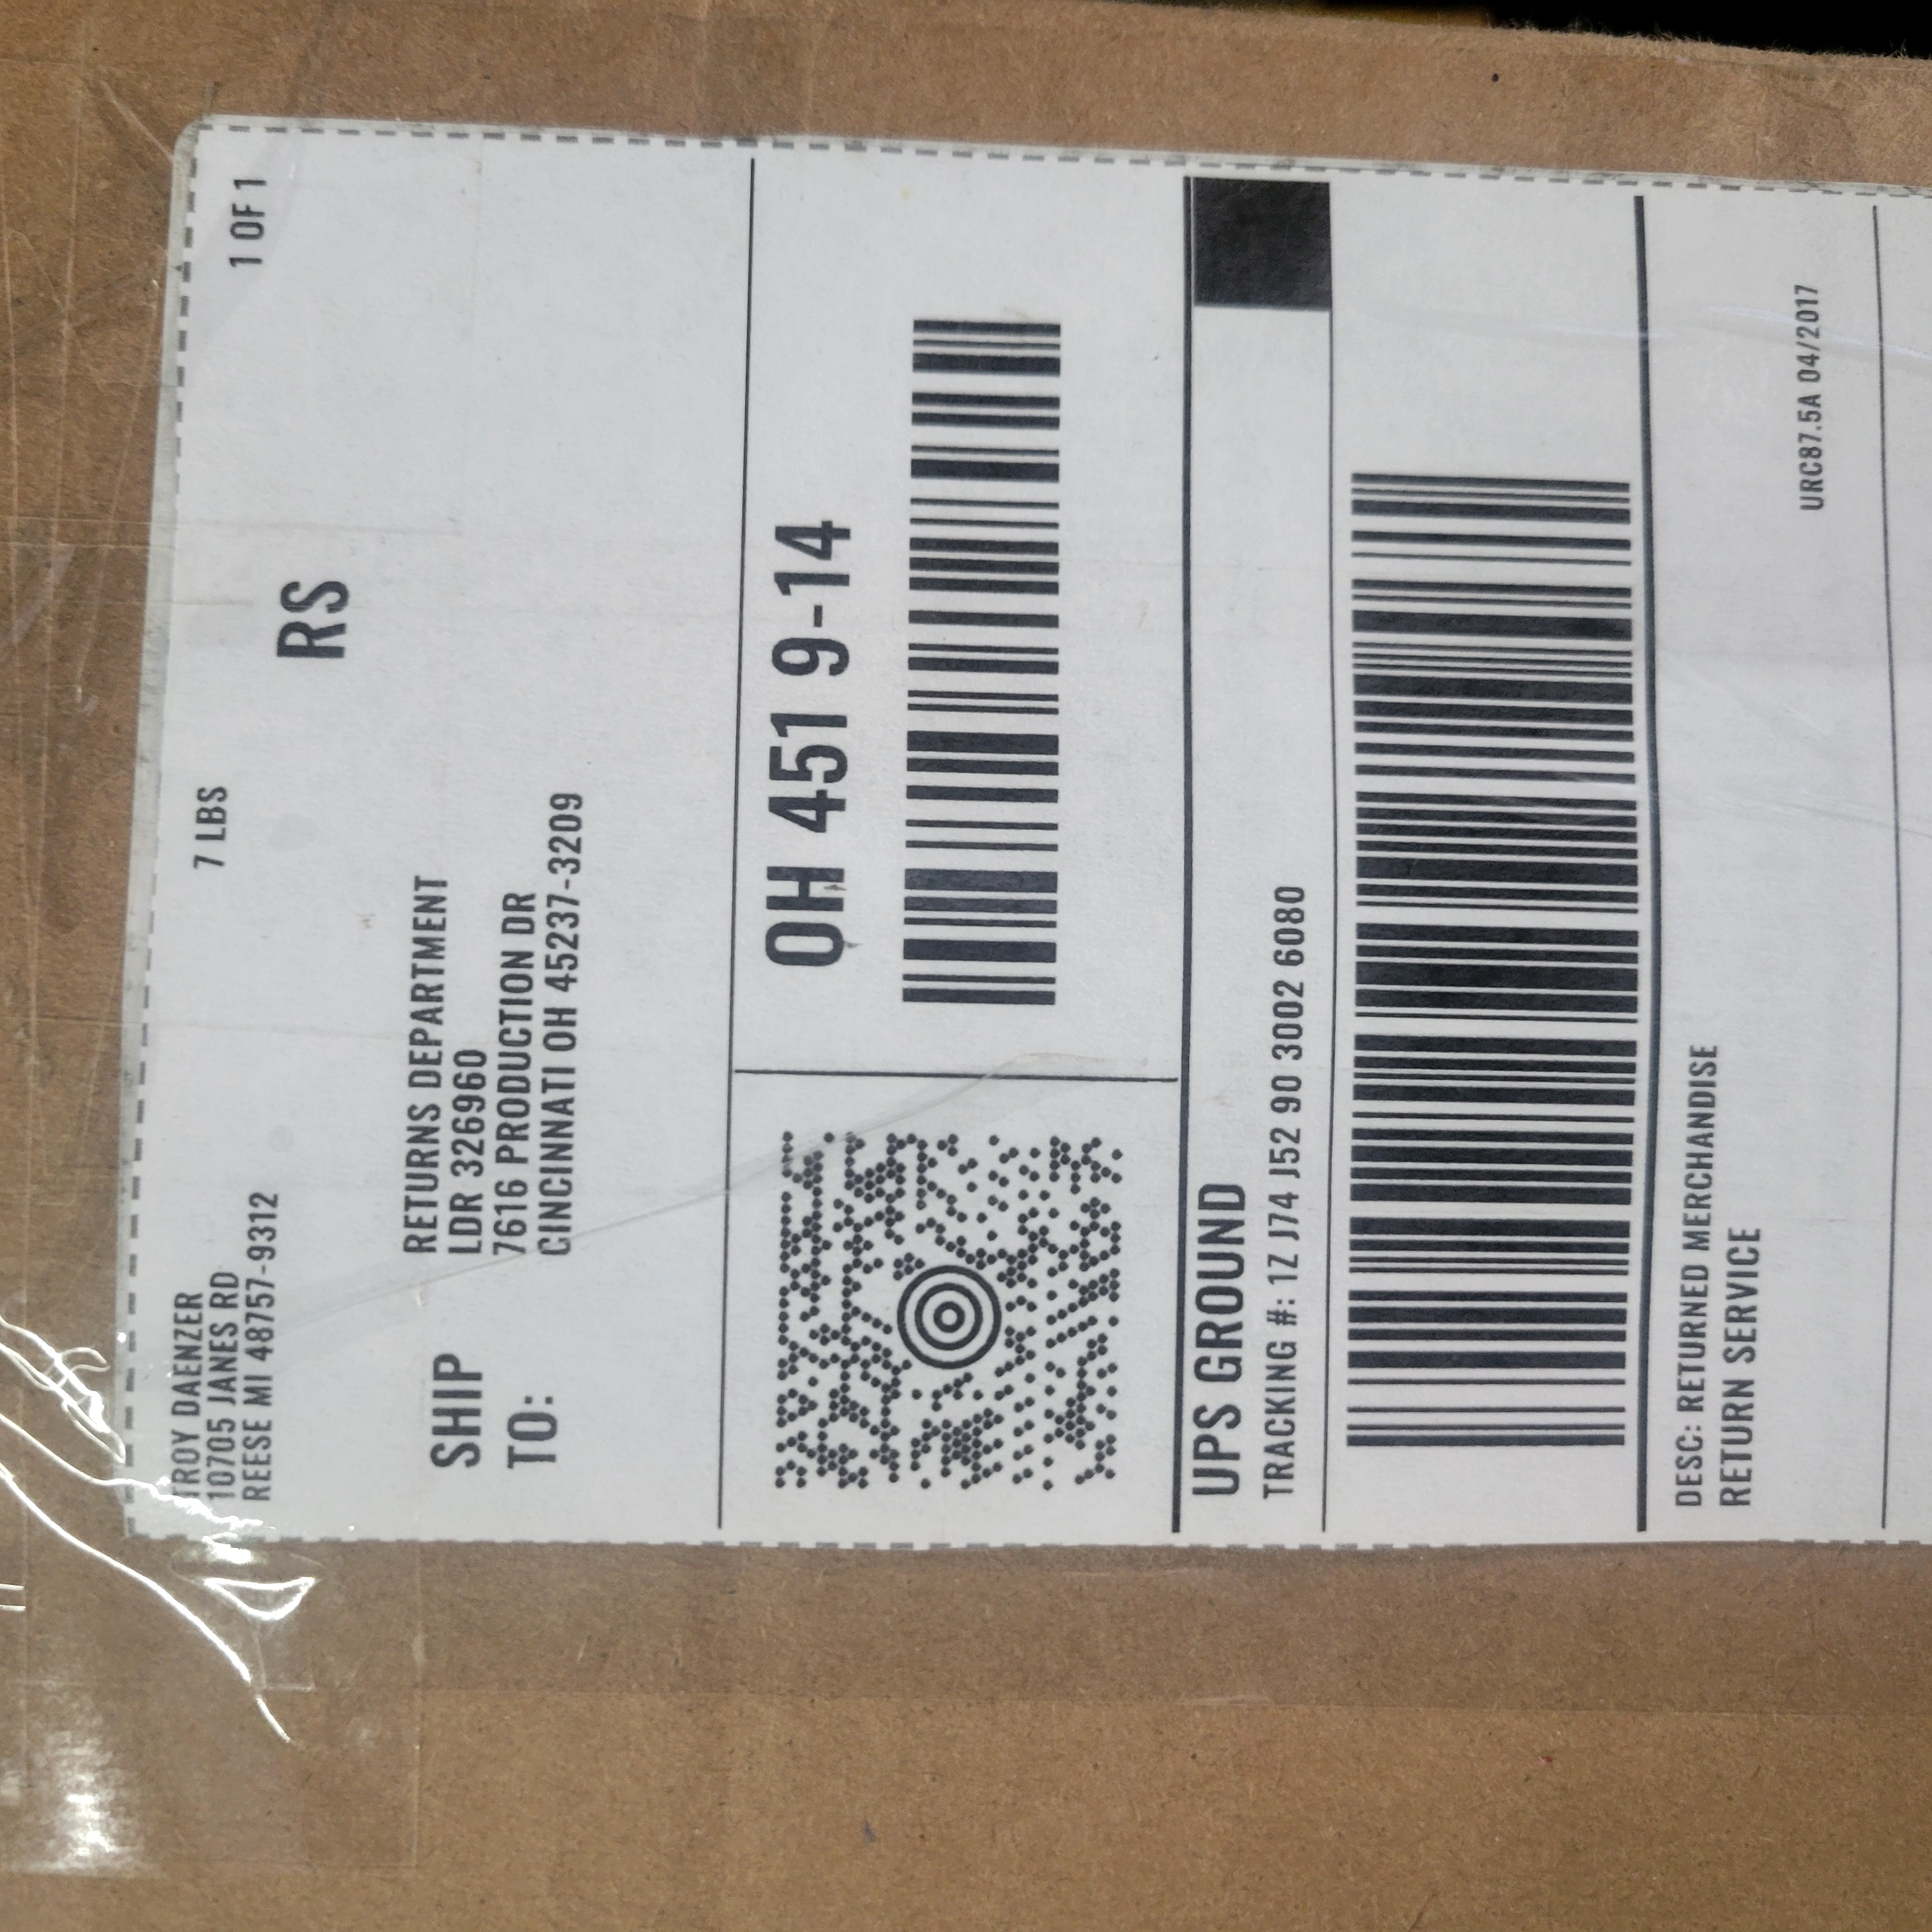 TROY DAENZER
10705 JANES RD
REESE MI 48757-9312
7 LBS
1 OF 1
RS
SHIP
TO:
RETURNS DEPARTMENT
LDR 326960
7616 PRODUCTION DR
CINCINNATI OH 45237-3209
OH 451 9-14
UPS GROUND
TRACKING #: 1Z J74 J52 90 3002 6080
DESC: RETURNED MERCHANDISE
RETURN SERVICE
URC87.5A 04/2017